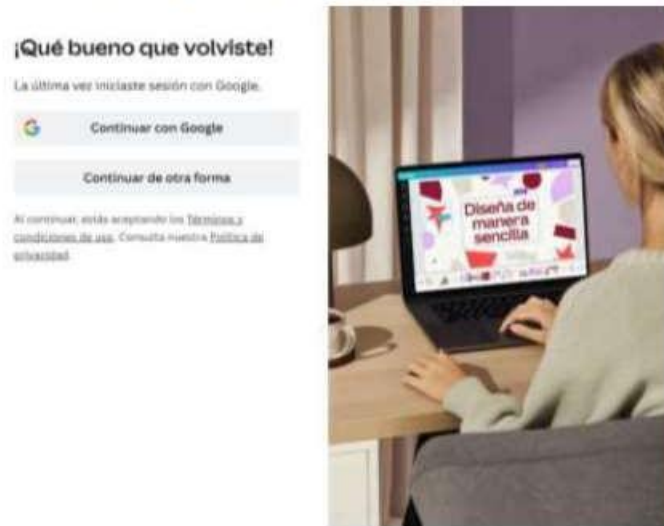 ¡Qué bueno que volviste!
La última vez iniciaste sesión con Google.
Continuar con Google
Continuar de otra forma
Al continuar, estás aceptando los Términos y
condiciones de uso. Consulta nuestra Política de
privacidad.
Diseña de
manera
sencilla